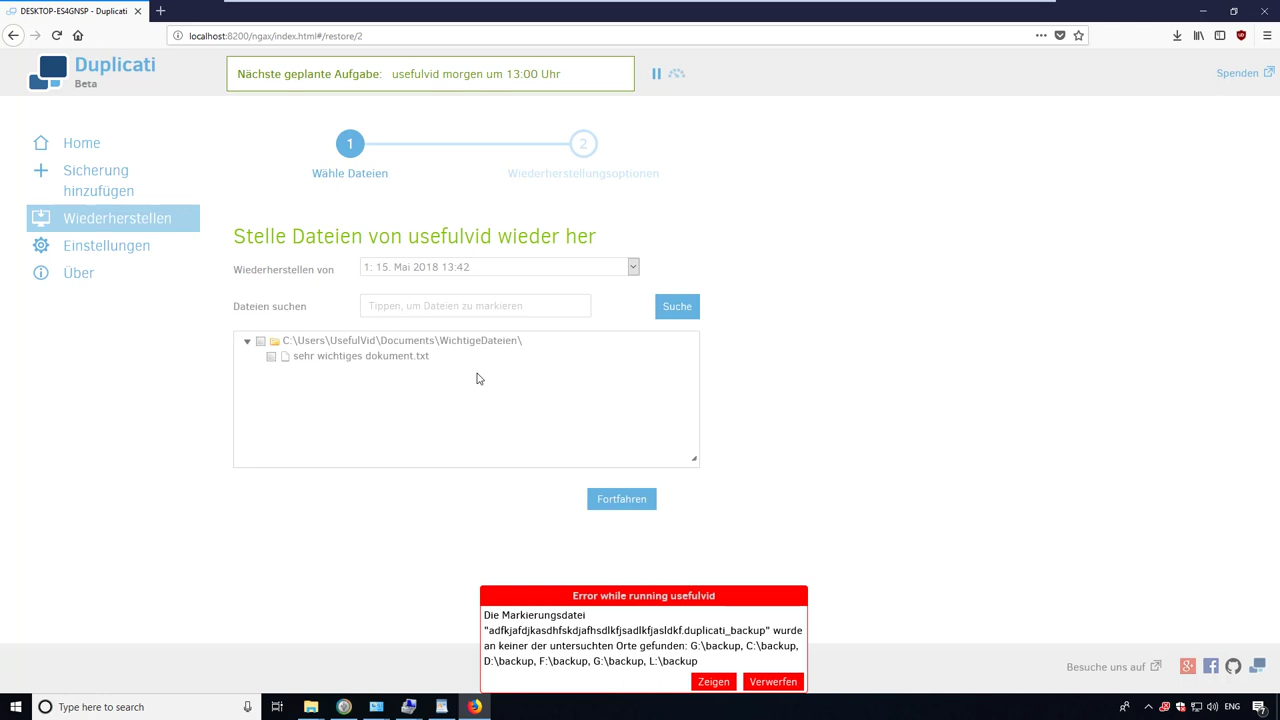 DESKTOP-ES4GNSP - Duplicati
localhost:8200/ngax/index.html#/restore/2
Duplicati
Beta
Nächste geplante Aufgabe: usefulvid morgen um 13:00 Uhr
Spenden
Home
Sicherung
hinzufügen
Wiederherstellen
Einstellungen
Über
1
2
Wähle Dateien
Wiederherstellungsoptionen
Stelle Dateien von usefulvid wieder her
Wiederherstellen von
1: 15. Mai 2018 13:42
Dateien suchen
Tippen, um Dateien zu markieren
Suche
C:\Users\UsefulVid\Documents\WichtigeDateien\
sehr wichtiges dokument.txt
Fortfahren
Error while running usefulvid
Die Markierungsdatei
"adfkjafdjkasdhfskdjafhsdlkfjsadlkfjasldkf.duplicati_backup" wurde
an keiner der untersuchten Orte gefunden: G:\backup, C:\backup,
D:\backup, F:\backup, G:\backup, L:\backup
Zeigen
Verwerfen
Besuche uns auf
Type here to search
ENG